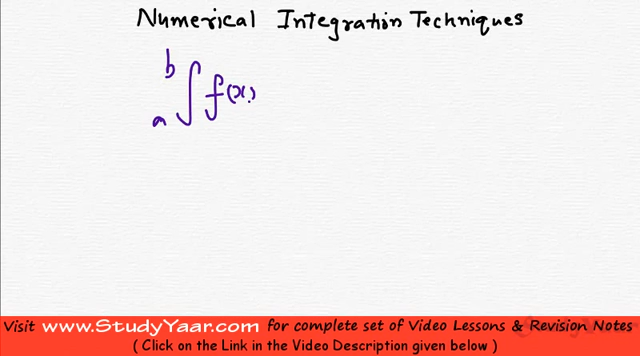 Numerical Integration Techniques
b
∫ f(x)
a
Visit www.StudyYaar.com for complete set of Video Lessons & Revision Notes
( Click on the Link in the Video Description given below )